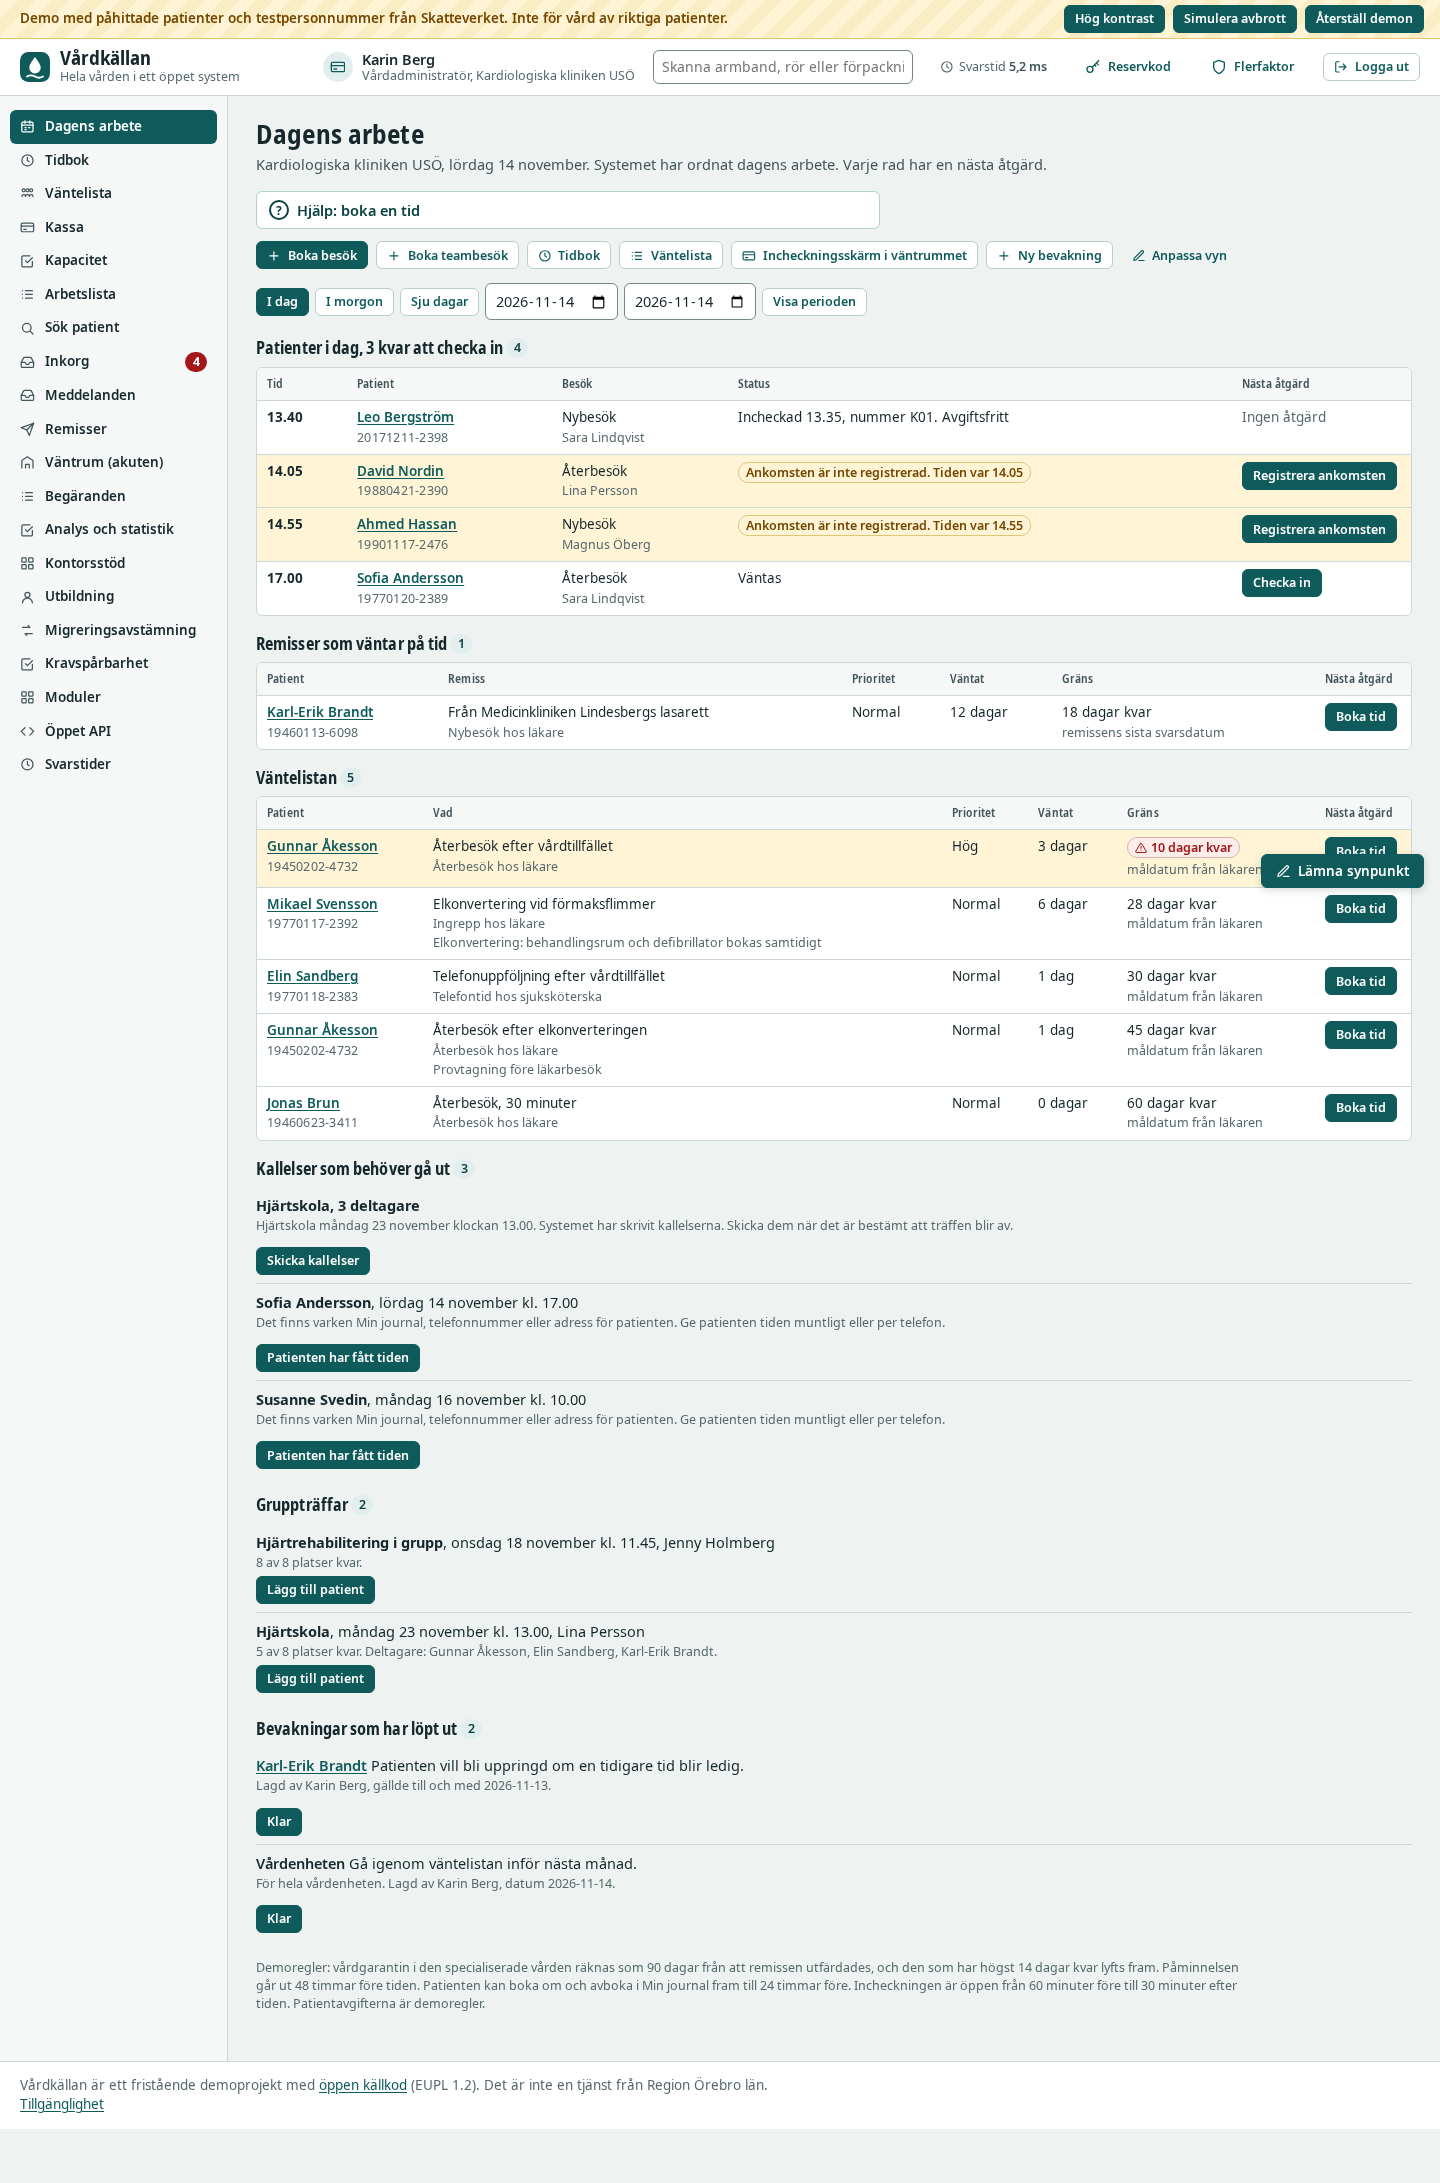 Demo med påhittade patienter och testpersonnummer från Skatteverket. Inte för vård av riktiga patienter.
Hög kontrast
Simulera avbrott
Återställ demon
Vårdkällan
Hela vården i ett öppet system
Karin Berg
Vårdadministratör, Kardiologiska kliniken USÖ
Skanna armband, rör eller förpackni
Svarstid 5,2 ms
Reservkod
Flerfaktor
Logga ut
Dagens arbete
Tidbok
Väntelista
Kassa
Kapacitet
Arbetslista
Sök patient
Inkorg 4
Meddelanden
Remisser
Väntrum (akuten)
Begäranden
Analys och statistik
Kontorsstöd
Utbildning
Migreringsavstämning
Kravspårbarhet
Moduler
Öppet API
Svarstider
Dagens arbete
Kardiologiska kliniken USÖ, lördag 14 november. Systemet har ordnat dagens arbete. Varje rad har en nästa åtgärd.
? Hjälp: boka en tid
Boka besök
Boka teambesök
Tidbok
Väntelista
Incheckningsskärm i väntrummet
Ny bevakning
Anpassa vyn
I dag
I morgon
Sju dagar
2026-11-14
2026-11-14
Visa perioden
Patienter i dag, 3 kvar att checka in 4
Tid Patient Besök Status Nästa åtgärd
13.40 Leo Bergström Nybesök Incheckad 13.35, nummer K01. Avgiftsfritt Ingen åtgärd
20171211-2398 Sara Lindqvist
14.05 David Nordin Återbesök Ankomsten är inte registrerad. Tiden var 14.05 Registrera ankomsten
19880421-2390 Lina Persson
14.55 Ahmed Hassan Nybesök Ankomsten är inte registrerad. Tiden var 14.55 Registrera ankomsten
19901117-2476 Magnus Öberg
17.00 Sofia Andersson Återbesök Väntas Checka in
19770120-2389 Sara Lindqvist
Remisser som väntar på tid 1
Patient Remiss Prioritet Väntat Gräns Nästa åtgärd
Karl-Erik Brandt Från Medicinkliniken Lindesbergs lasarett Normal 12 dagar 18 dagar kvar Boka tid
19460113-6098 Nybesök hos läkare remissens sista svarsdatum
Väntelistan 5
Patient Vad Prioritet Väntat Gräns Nästa åtgärd
Gunnar Åkesson Återbesök efter vårdtillfället Hög 3 dagar 10 dagar kvar Boka tid
19450202-4732 Återbesök hos läkare måldatum från läkaren
Lämna synpunkt
Mikael Svensson Elkonvertering vid förmaksflimmer Normal 6 dagar 28 dagar kvar Boka tid
19770117-2392 Ingrepp hos läkare måldatum från läkaren
Elkonvertering: behandlingsrum och defibrillator bokas samtidigt
Elin Sandberg Telefonuppföljning efter vårdtillfället Normal 1 dag 30 dagar kvar Boka tid
19770118-2383 Telefontid hos sjuksköterska måldatum från läkaren
Gunnar Åkesson Återbesök efter elkonverteringen Normal 1 dag 45 dagar kvar Boka tid
19450202-4732 Återbesök hos läkare måldatum från läkaren
Provtagning före läkarbesök
Jonas Brun Återbesök, 30 minuter Normal 0 dagar 60 dagar kvar Boka tid
19460623-3411 Återbesök hos läkare måldatum från läkaren
Kallelser som behöver gå ut 3
Hjärtskola, 3 deltagare
Hjärtskola måndag 23 november klockan 13.00. Systemet har skrivit kallelserna. Skicka dem när det är bestämt att träffen blir av.
Skicka kallelser
Sofia Andersson, lördag 14 november kl. 17.00
Det finns varken Min journal, telefonnummer eller adress för patienten. Ge patienten tiden muntligt eller per telefon.
Patienten har fått tiden
Susanne Svedin, måndag 16 november kl. 10.00
Det finns varken Min journal, telefonnummer eller adress för patienten. Ge patienten tiden muntligt eller per telefon.
Patienten har fått tiden
Gruppträffar 2
Hjärtrehabilitering i grupp, onsdag 18 november kl. 11.45, Jenny Holmberg
8 av 8 platser kvar.
Lägg till patient
Hjärtskola, måndag 23 november kl. 13.00, Lina Persson
5 av 8 platser kvar. Deltagare: Gunnar Åkesson, Elin Sandberg, Karl-Erik Brandt.
Lägg till patient
Bevakningar som har löpt ut 2
Karl-Erik Brandt Patienten vill bli uppringd om en tidigare tid blir ledig.
Lagd av Karin Berg, gällde till och med 2026-11-13.
Klar
Vårdenheten Gå igenom väntelistan inför nästa månad.
För hela vårdenheten. Lagd av Karin Berg, datum 2026-11-14.
Klar
Demoregler: vårdgarantin i den specialiserade vården räknas som 90 dagar från att remissen utfärdades, och den som har högst 14 dagar kvar lyfts fram. Påminnelsen
går ut 48 timmar före tiden. Patienten kan boka om och avboka i Min journal fram till 24 timmar före. Incheckningen är öppen från 60 minuter före till 30 minuter efter
tiden. Patientavgifterna är demoregler.
Vårdkällan är ett fristående demoprojekt med öppen källkod (EUPL 1.2). Det är inte en tjänst från Region Örebro län.
Tillgänglighet